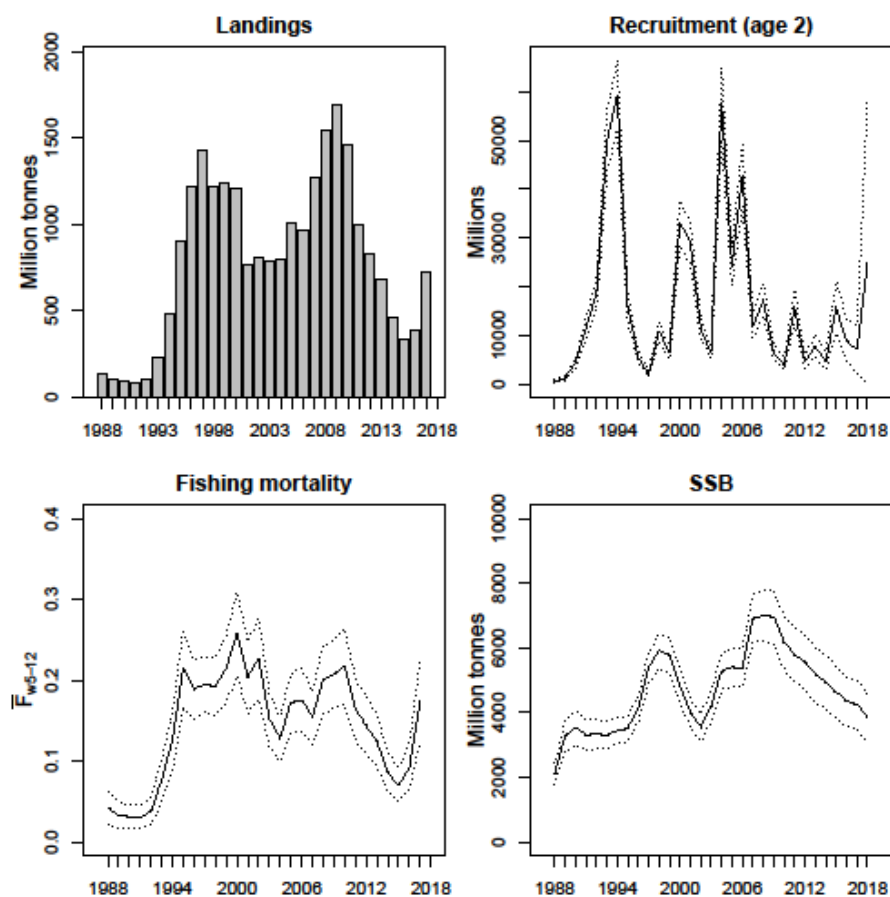 Landings
Million tonnes
2000
1500
1000
500
0
1988 1993 1998 2003 2008 2013 2018
Recruitment (age 2)
Millions
50000
30000
10000
0
1988 1994 2000 2006 2012 2018
Fishing mortality
F̅w5–12
0.4
0.3
0.2
0.1
0.0
1988 1994 2000 2006 2012 2018
SSB
Million tonnes
10000
8000
6000
4000
2000
0
1988 1994 2000 2006 2012 2018